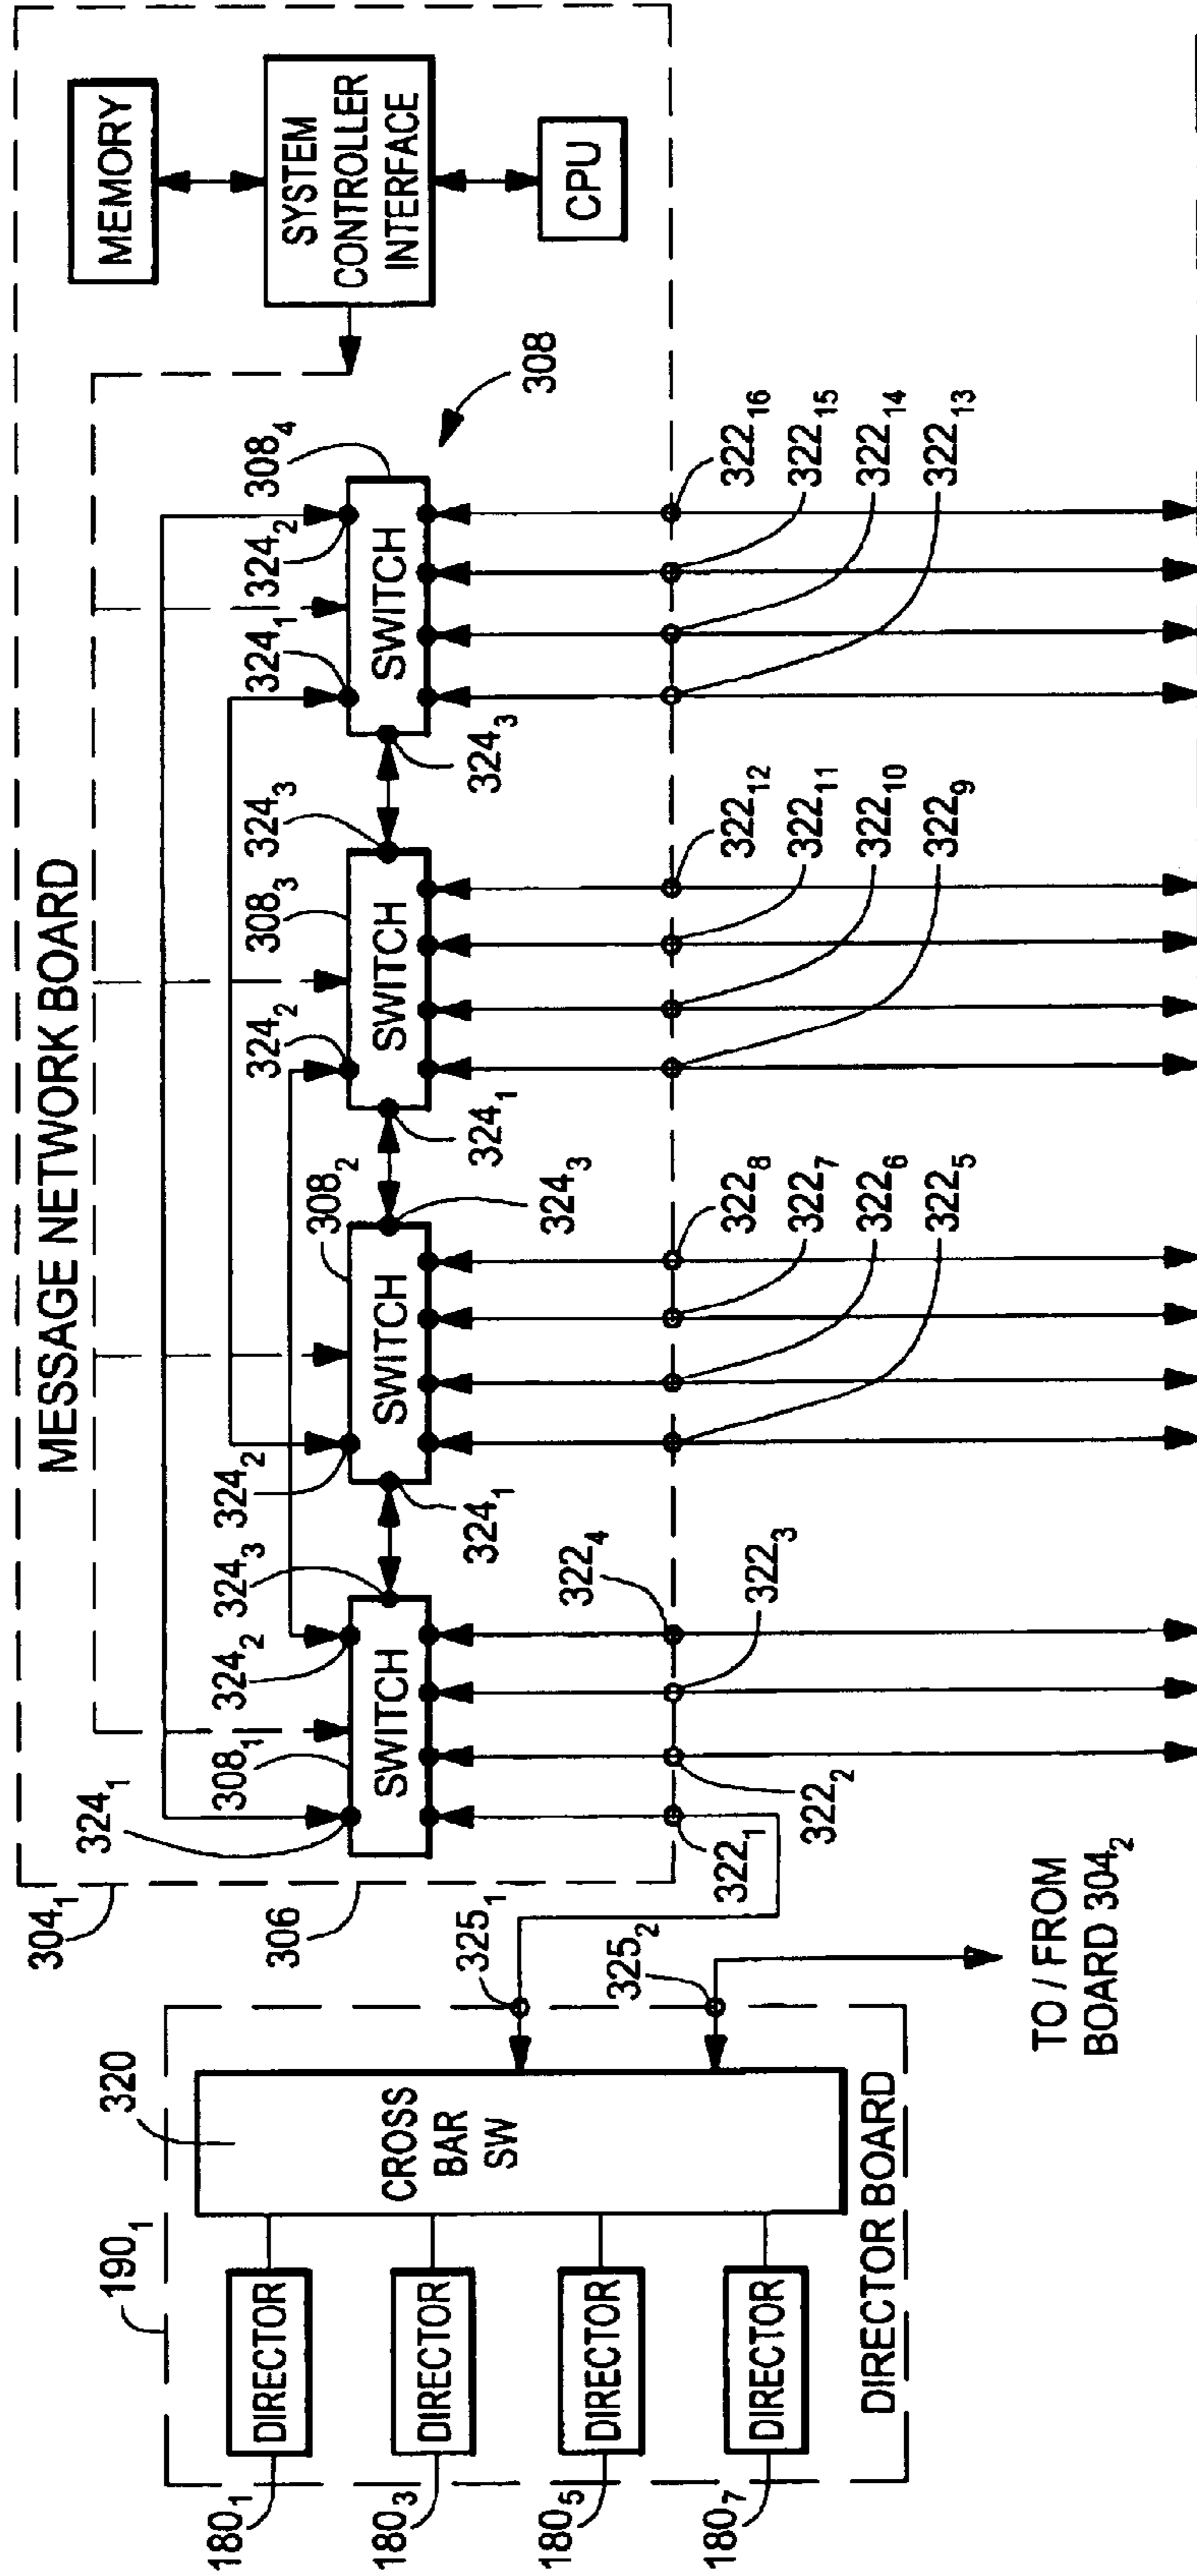 MESSAGE NETWORK BOARD
MEMORY
SYSTEM
CONTROLLER
INTERFACE
CPU
304₁
306
324₁
308₁
324₂
324₃
SWITCH
324₂
308₂
324₁
324₃
SWITCH
324₂
308₃
324₃
324₁
SWITCH
324₁
324₂
308₄
324₃
SWITCH
308
322₁
322₂
322₃
322₄
322₅
322₆
322₇
322₈
322₉
322₁₀
322₁₁
322₁₂
322₁₃
322₁₄
322₁₅
322₁₆
190₁
320
325₁
325₂
CROSS
BAR
SW
180₁
DIRECTOR
180₃
DIRECTOR
180₅
DIRECTOR
180₇
DIRECTOR
DIRECTOR BOARD
TO / FROM
BOARD 304₂